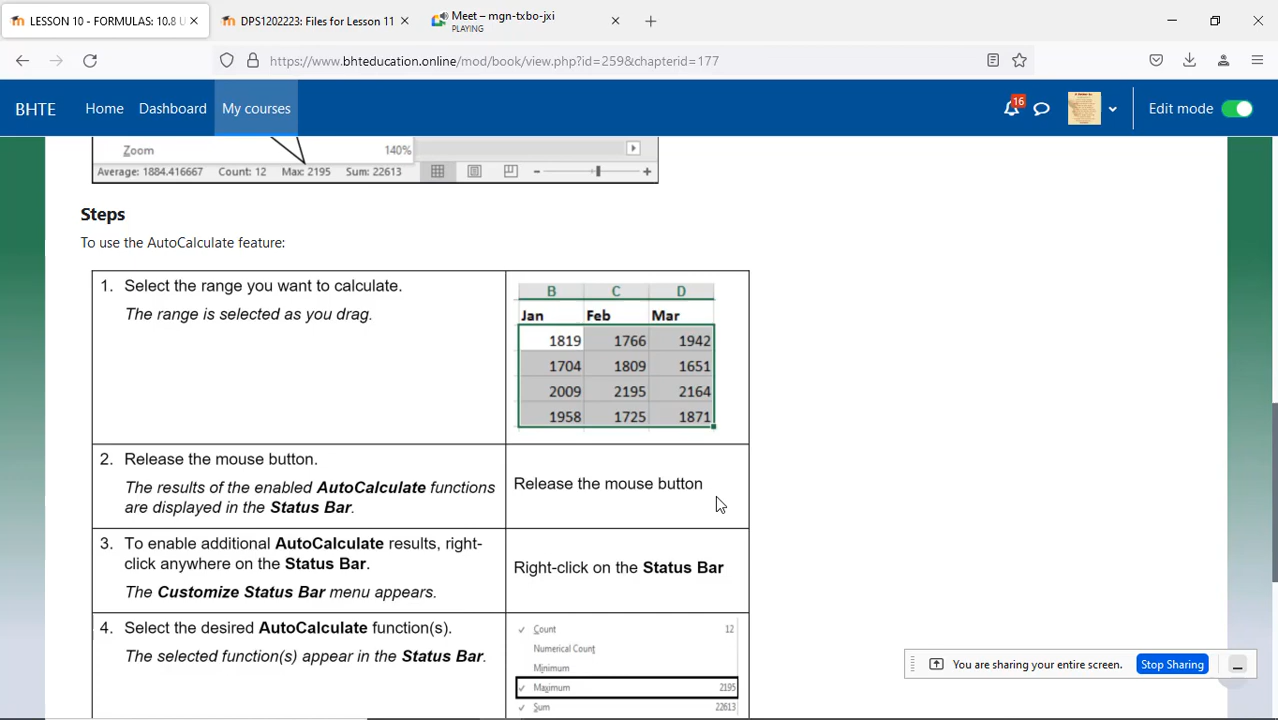 LESSON 10 - FORMULAS: 10.8 U
DPS1202223: Files for Lesson 11
Meet – mgn-txbo-jxi
PLAYING
https://www.bhteducation.online/mod/book/view.php?id=259&chapterid=177
BHTE
Home
Dashboard
My courses
16
Edit mode
Zoom
140%
Average: 1884.416667
Count: 12
Max: 2195
Sum: 22613
Steps
To use the AutoCalculate feature:
1. Select the range you want to calculate.
The range is selected as you drag.
B C D
Jan Feb Mar
1819 1766 1942
1704 1809 1651
2009 2195 2164
1958 1725 1871
2. Release the mouse button.
The results of the enabled AutoCalculate functions
are displayed in the Status Bar.
Release the mouse button
3. To enable additional AutoCalculate results, right-
click anywhere on the Status Bar.
The Customize Status Bar menu appears.
Right-click on the Status Bar
4. Select the desired AutoCalculate function(s).
The selected function(s) appear in the Status Bar.
Count 12
Numerical Count
Minimum
Maximum 2195
Sum 22613
You are sharing your entire screen.
Stop Sharing